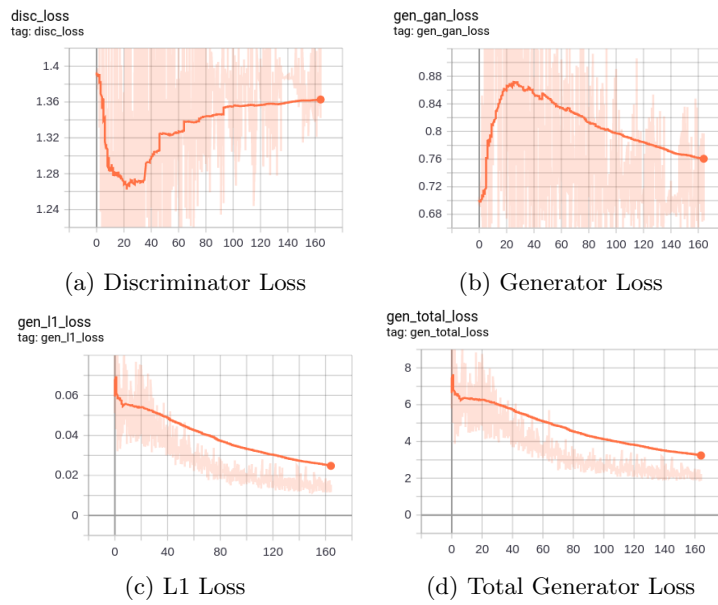 disc_loss
tag: disc_loss
1.4
1.36
1.32
1.28
1.24
0 20 40 60 80 100 120 140 160
(a) Discriminator Loss
gen_gan_loss
tag: gen_gan_loss
0.88
0.84
0.8
0.76
0.72
0.68
0 20 40 60 80 100 120 140 160
(b) Generator Loss
gen_l1_loss
tag: gen_l1_loss
0.06
0.04
0.02
0
0 40 80 120 160
(c) L1 Loss
gen_total_loss
tag: gen_total_loss
8
6
4
2
0
0 20 40 60 80 100 120 140 160
(d) Total Generator Loss